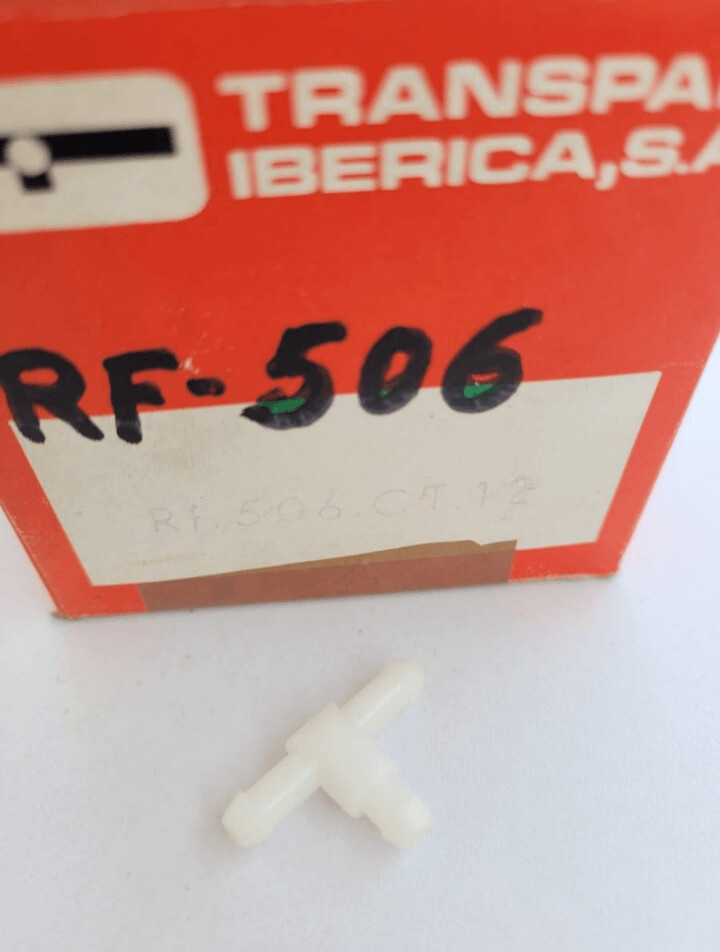 TRANSPA
IBERICA,S.A
RF-506
RF.506.CT.12